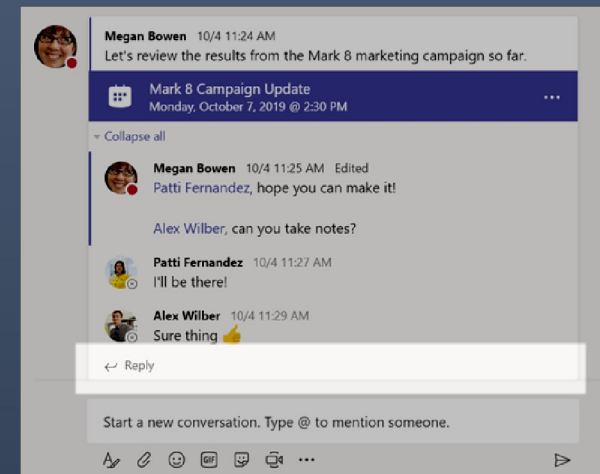 Megan Bowen 10/4 11:24 AM
Let's review the results from the Mark 8 marketing campaign so far.
Mark 8 Campaign Update
Monday, October 7, 2019 @ 2:30 PM
Collapse all
Megan Bowen 10/4 11:25 AM Edited
Patti Fernandez, hope you can make it!
Alex Wilber, can you take notes?
Patti Fernandez 10/4 11:27 AM
I'll be there!
Alex Wilber 10/4 11:29 AM
Sure thing 👍
Reply
Start a new conversation. Type @ to mention someone.
GIF